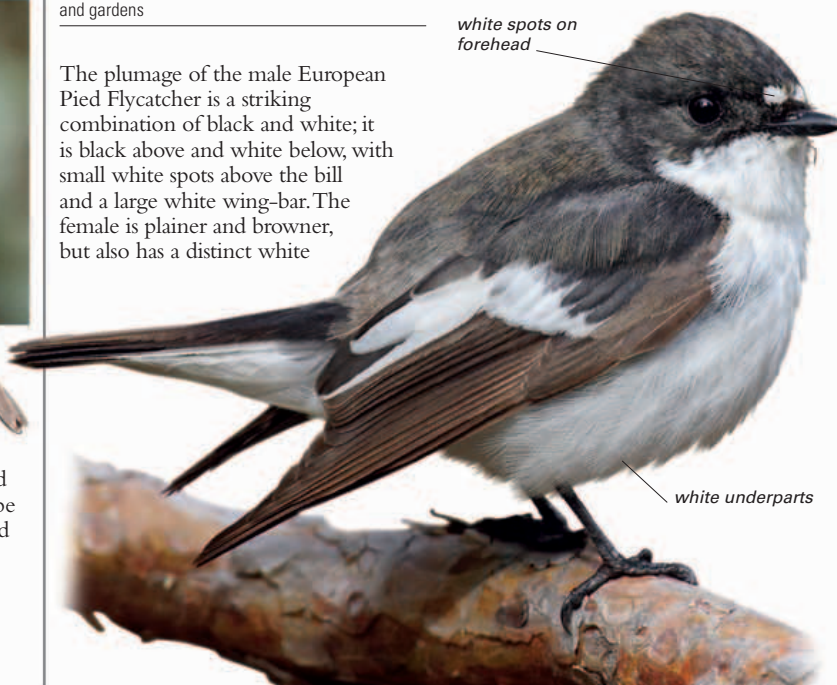 and gardens
white spots on
forehead
The plumage of the male European
Pied Flycatcher is a striking
combination of black and white; it
is black above and white below, with
small white spots above the bill
and a large white wing-bar. The
female is plainer and browner,
but also has a distinct white
white underparts